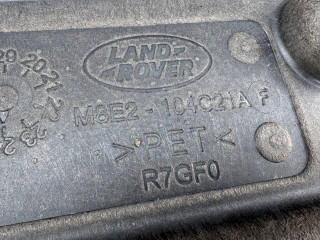 LAND
ROVER
M8E2-104C21A F
>PET<
R7GF0